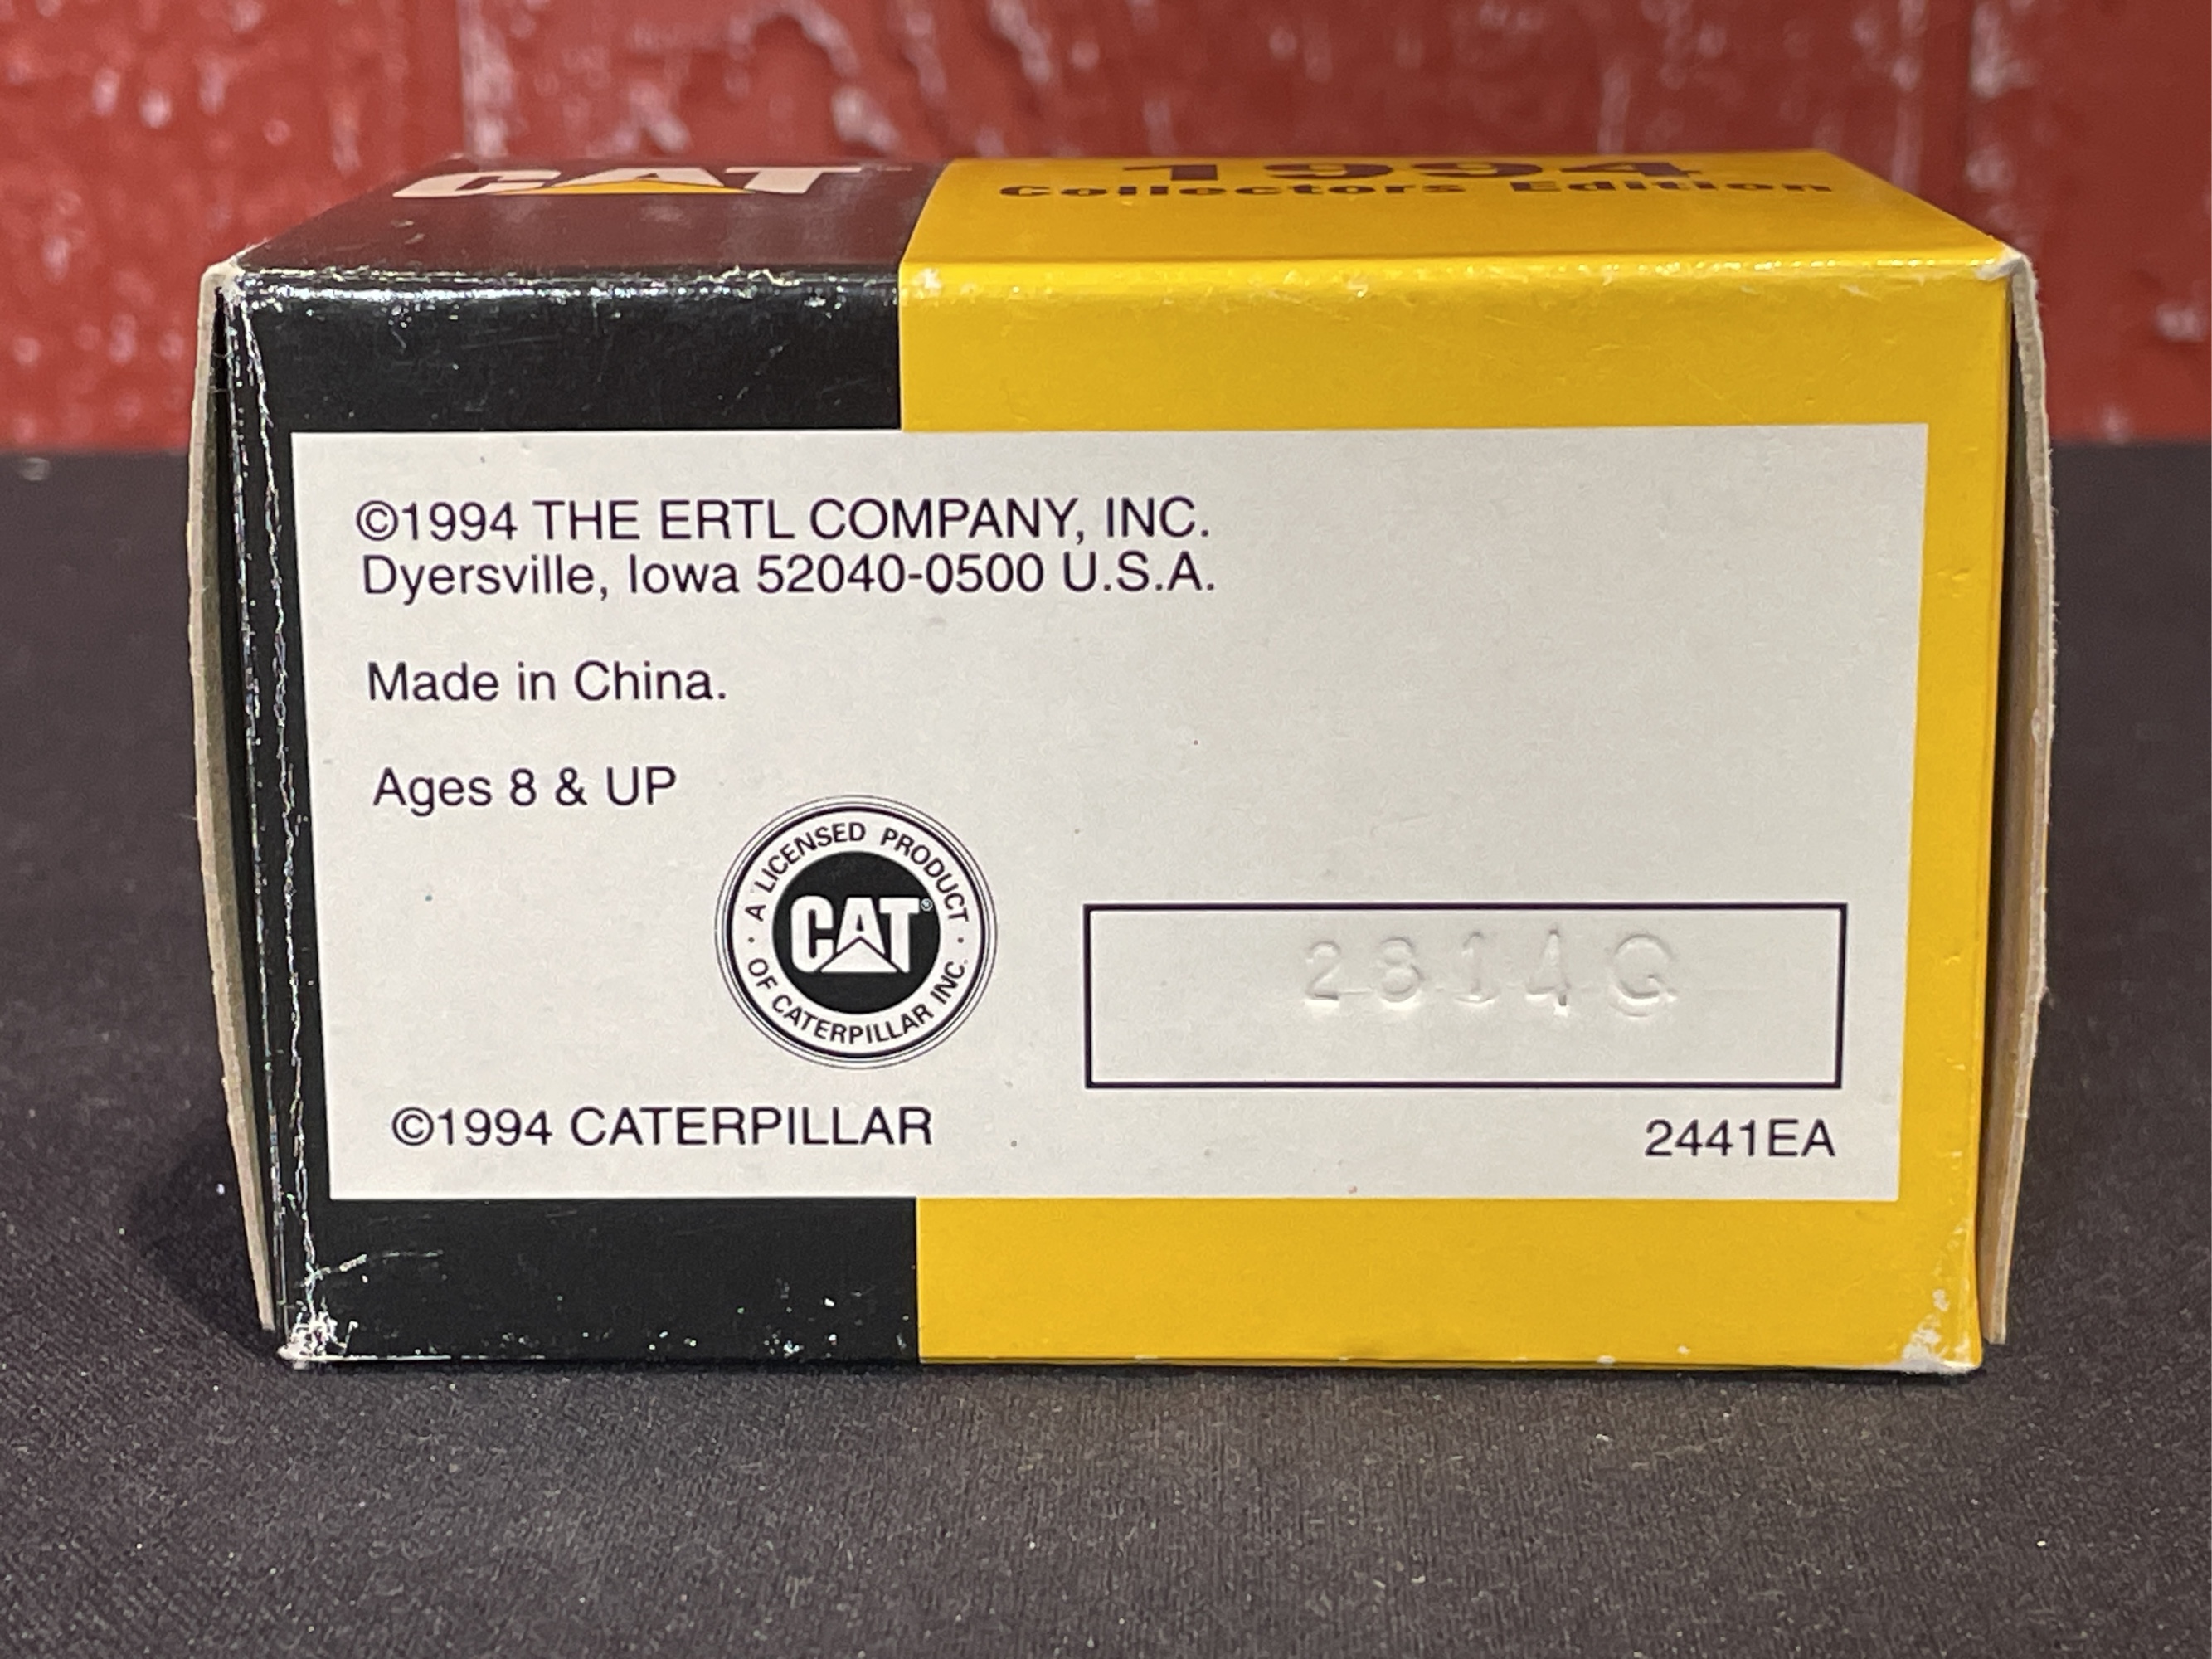 CAT
1994
Collectors Edition
©1994 THE ERTL COMPANY, INC.
Dyersville, Iowa 52040-0500 U.S.A.
Made in China.
Ages 8 & UP
· A LICENSED PRODUCT ·
CAT®
OF CATERPILLAR INC.
2814Q
©1994 CATERPILLAR
2441EA